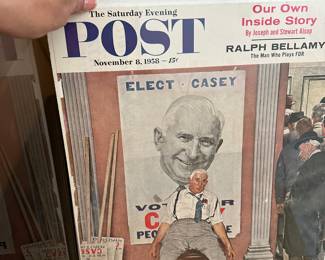 The Saturday Evening
POST
November 8, 1958 – 15¢
Our Own
Inside Story
By Joseph and Stewart Alsop
RALPH BELLAMY
The Man Who Plays FDR
ELECT · CASEY
CASEY